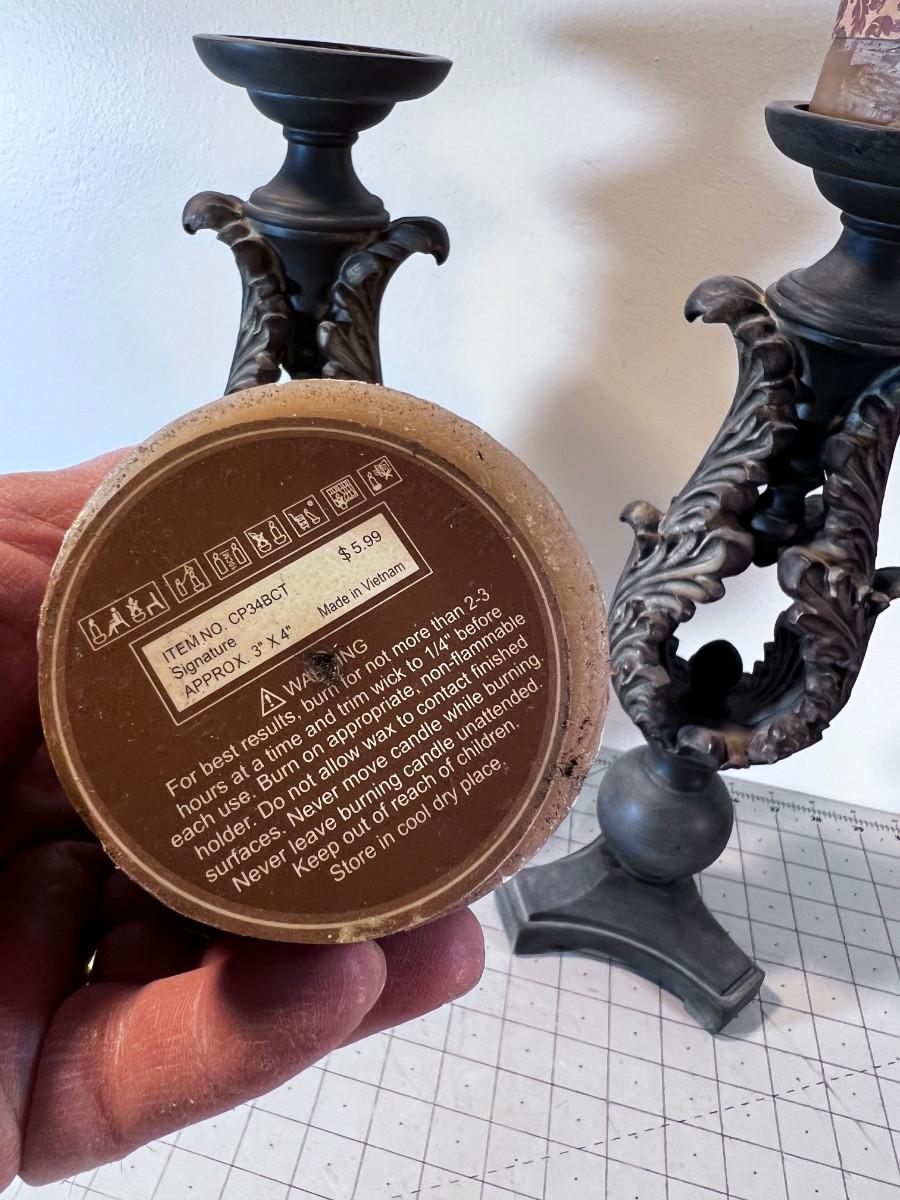 ITEM NO. CP34BCT $5.99
Signature Made in Vietnam
APPROX. 3" X 4"
WARNING
For best results, burn for not more than 2-3
hours at a time and trim wick to 1/4" before
each use. Burn on appropriate, non-flammable
holder. Do not allow wax to contact finished
surfaces. Never move candle while burning.
Never leave burning candle unattended.
Keep out of reach of children.
Store in cool dry place.